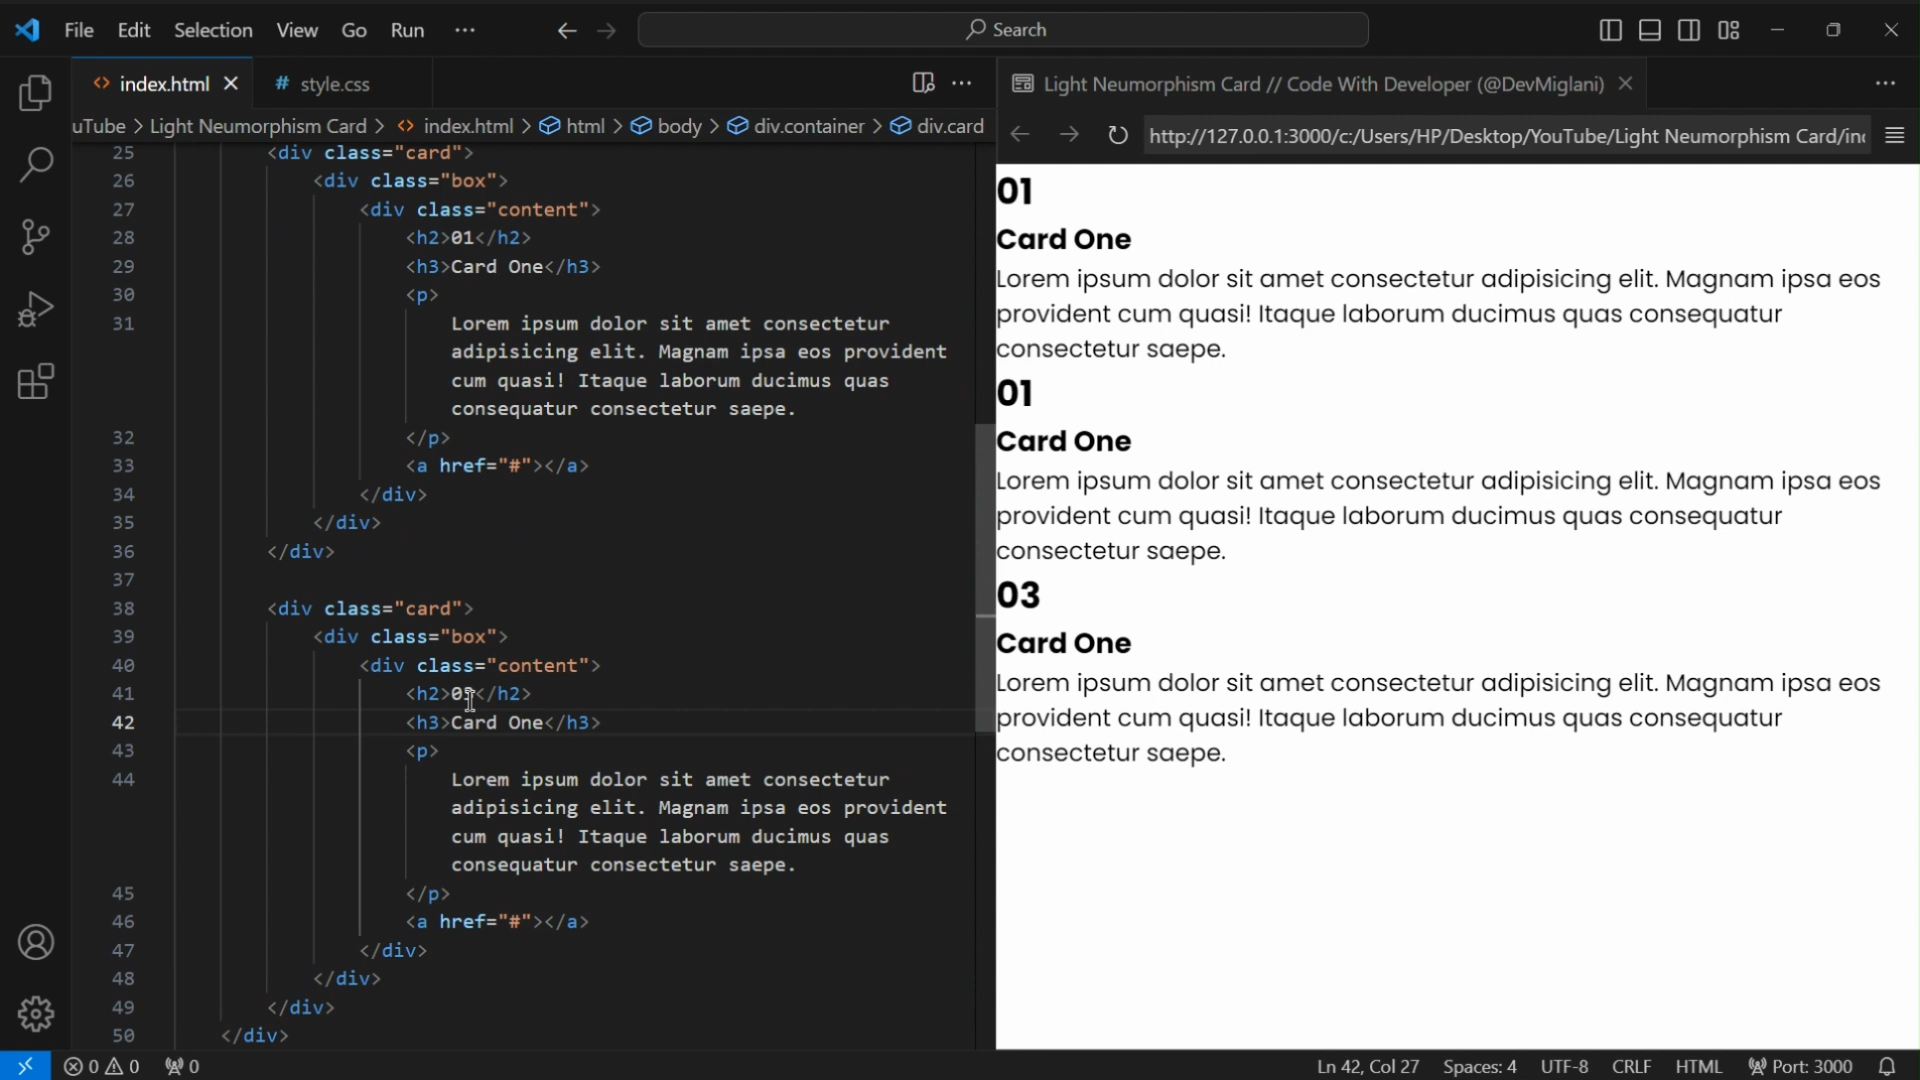 File Edit Selection View Go Run ··· Search
index.html style.css
uTube > Light Neumorphism Card > index.html > html > body > div.container > div.card
25 <div class="card">
26 <div class="box">
27 <div class="content">
28 <h2>01</h2>
29 <h3>Card One</h3>
30 <p>
31 Lorem ipsum dolor sit amet consectetur
adipisicing elit. Magnam ipsa eos provident
cum quasi! Itaque laborum ducimus quas
consequatur consectetur saepe.
32 </p>
33 <a href="#"></a>
34 </div>
35 </div>
36 </div>
37
38 <div class="card">
39 <div class="box">
40 <div class="content">
41 <h2>03</h2>
42 <h3>Card One</h3>
43 <p>
44 Lorem ipsum dolor sit amet consectetur
adipisicing elit. Magnam ipsa eos provident
cum quasi! Itaque laborum ducimus quas
consequatur consectetur saepe.
45 </p>
46 <a href="#"></a>
47 </div>
48 </div>
49 </div>
50 </div>
Light Neumorphism Card // Code With Developer (@DevMiglani)
http://127.0.0.1:3000/c:/Users/HP/Desktop/YouTube/Light Neumorphism Card/in
01
Card One
Lorem ipsum dolor sit amet consectetur adipisicing elit. Magnam ipsa eos
provident cum quasi! Itaque laborum ducimus quas consequatur
consectetur saepe.
01
Card One
Lorem ipsum dolor sit amet consectetur adipisicing elit. Magnam ipsa eos
provident cum quasi! Itaque laborum ducimus quas consequatur
consectetur saepe.
03
Card One
Lorem ipsum dolor sit amet consectetur adipisicing elit. Magnam ipsa eos
provident cum quasi! Itaque laborum ducimus quas consequatur
consectetur saepe.
0 0 0 Ln 42, Col 27 Spaces: 4 UTF-8 CRLF HTML Port: 3000